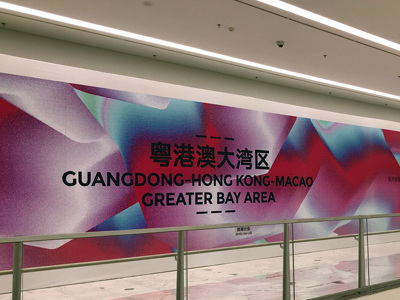 粤港澳大湾区
GUANGDONG-HONG KONG-MACAO
GREATER BAY AREA